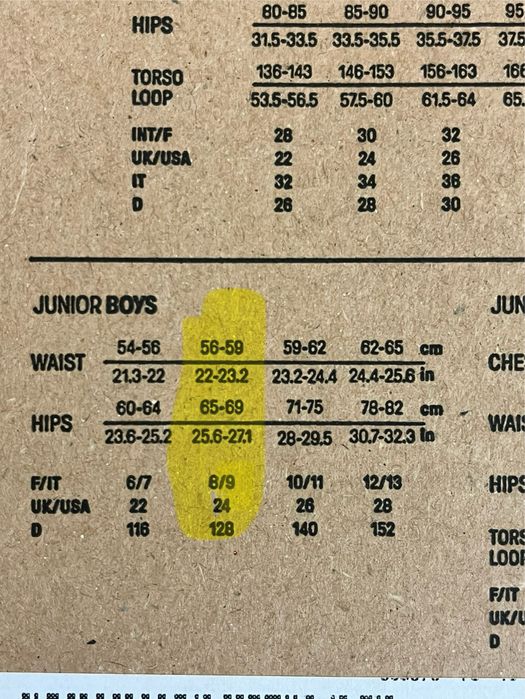 80-85 85-90 90-95 95
HIPS
31.5-33.5 33.5-35.5 35.5-37.5 37.5
136-143 146-153 156-163 166
TORSO
LOOP
53.5-56.5 57.5-60 61.5-64 65.
INT/F 28 30 32
UK/USA 22 24 26
IT 32 34 36
D 26 28 30
JUNIOR BOYS JUN
54-56 56-59 59-62 62-65 cm
WAIST CHE
21.3-22 22-23.2 23.2-24.4 24.4-25.6 in
60-64 65-69 71-75 78-82 cm
HIPS WAIS
23.6-25.2 25.6-27.1 28-29.5 30.7-32.3 in
F/IT 6/7 8/9 10/11 12/13 HIPS
UK/USA 22 24 26 28
D 116 128 140 152
TORS
LOOP
F/IT
UK/U
D